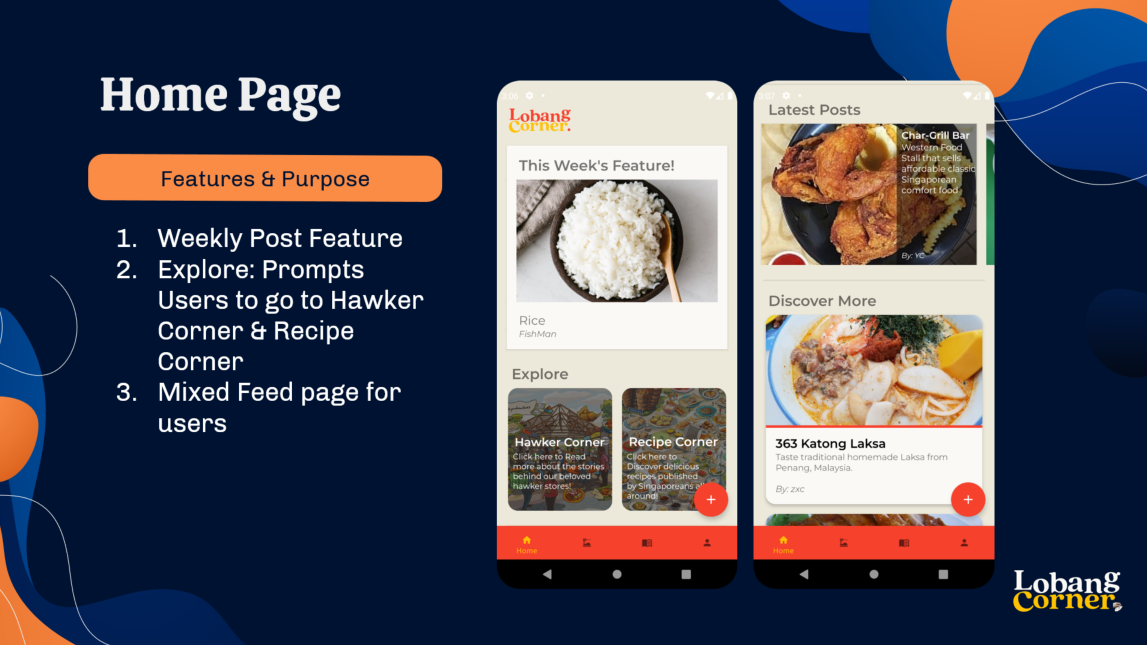 Home Page
Features & Purpose
1. Weekly Post Feature
2. Explore: Prompts
Users to go to Hawker
Corner & Recipe
Corner
3. Mixed Feed page for
users
Lobang
Corner.
This Week's Feature!
Rice
FishMan
Explore
Hawker Corner
Click here to Read
more about the stories
behind our beloved
hawker stores!
Recipe Corner
Click here to
Discover delicious
recipes published
by Singaporeans all
around!
+
Home
Latest Posts
Char-Grill Bar
Western Food
Stall that sells
affordable classic
Singaporean
comfort food
By: YC
Discover More
363 Katong Laksa
Taste traditional homemade Laksa from
Penang, Malaysia.
By: zxc
+
Home
Lobang
Corner.